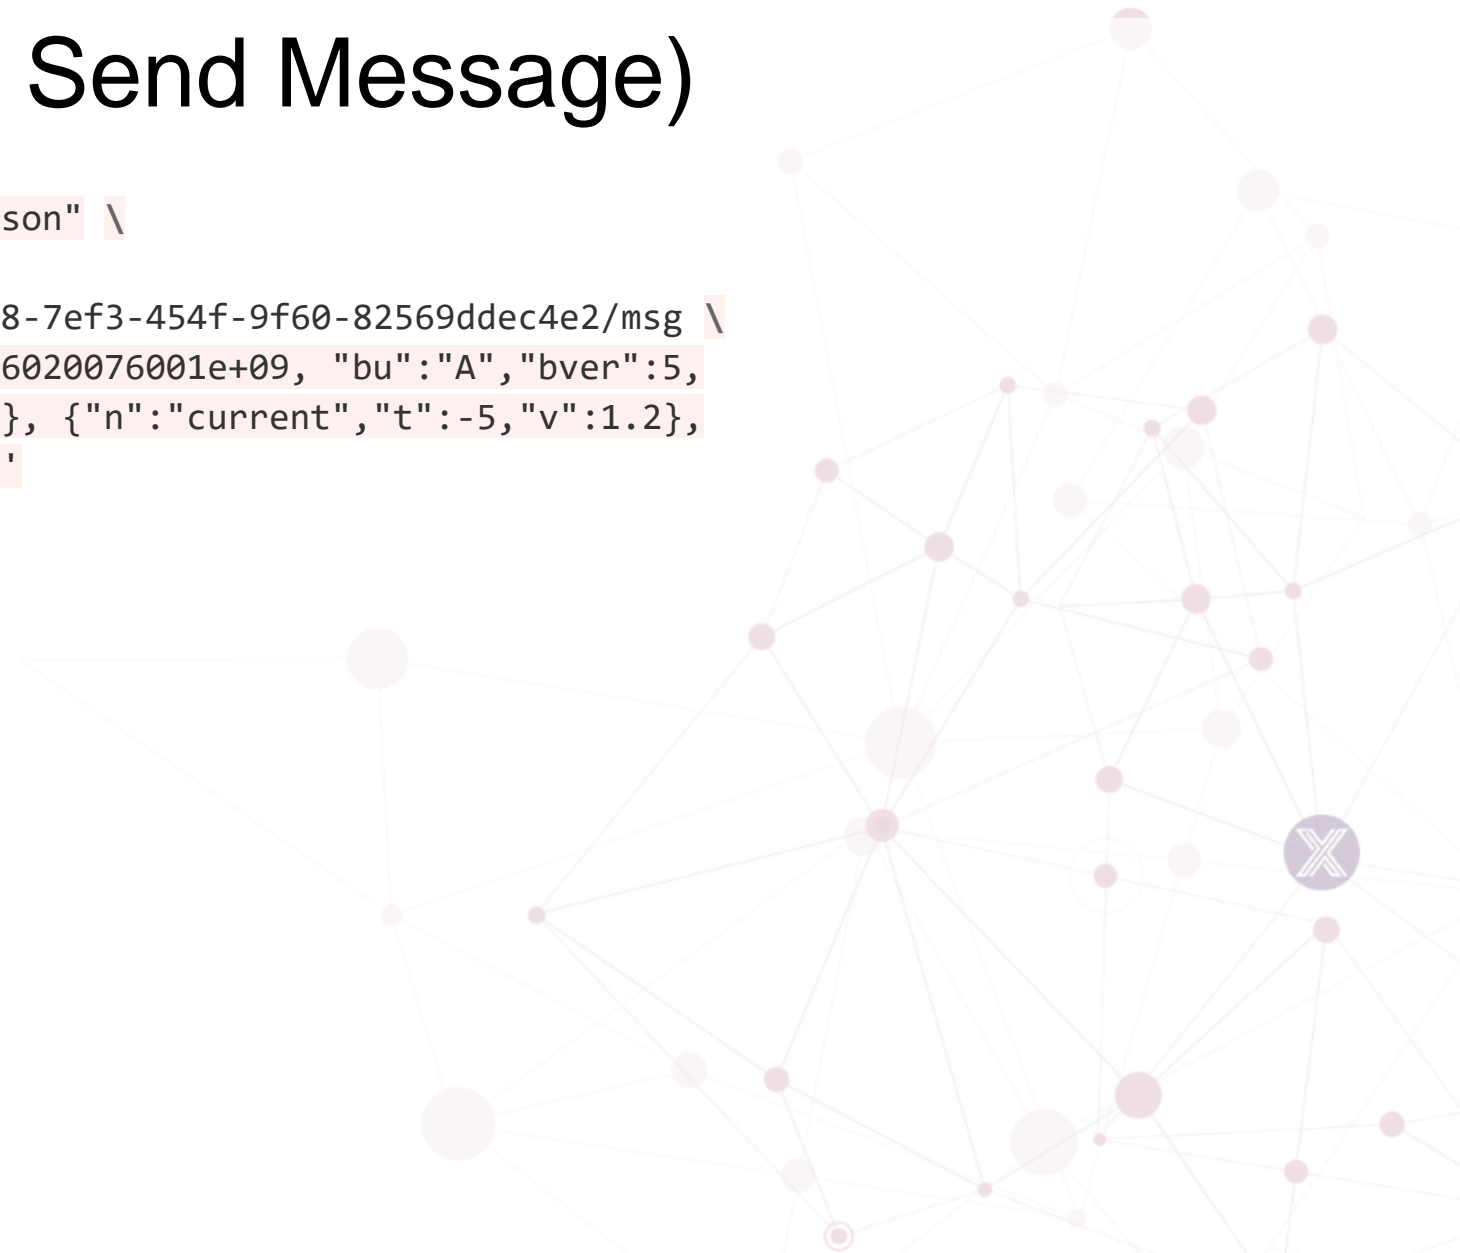 Send Message)
son" \
8-7ef3-454f-9f60-82569ddec4e2/msg \
6020076001e+09, "bu":"A","bver":5,
}, {"n":"current","t":-5,"v":1.2},
'